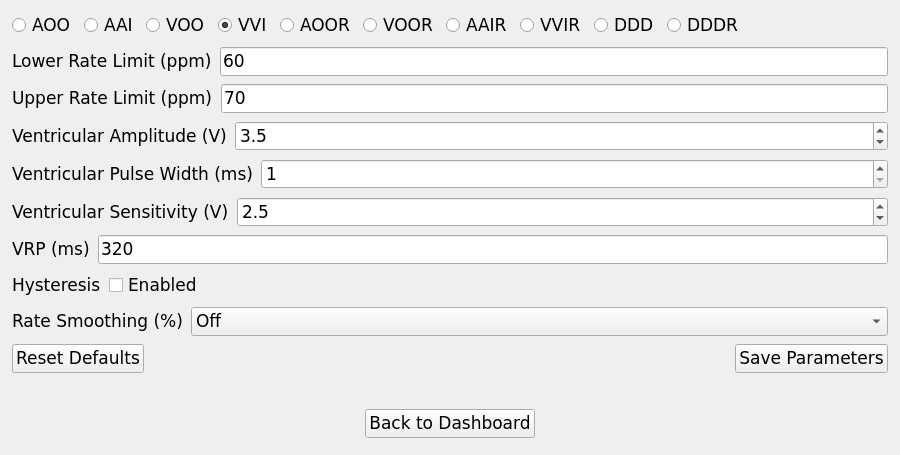 AOO AAI VOO VVI AOOR VOOR AAIR VVIR DDD DDDR
Lower Rate Limit (ppm) 60
Upper Rate Limit (ppm) 70
Ventricular Amplitude (V) 3.5
Ventricular Pulse Width (ms) 1
Ventricular Sensitivity (V) 2.5
VRP (ms) 320
Hysteresis Enabled
Rate Smoothing (%) Off
Reset Defaults Save Parameters
Back to Dashboard